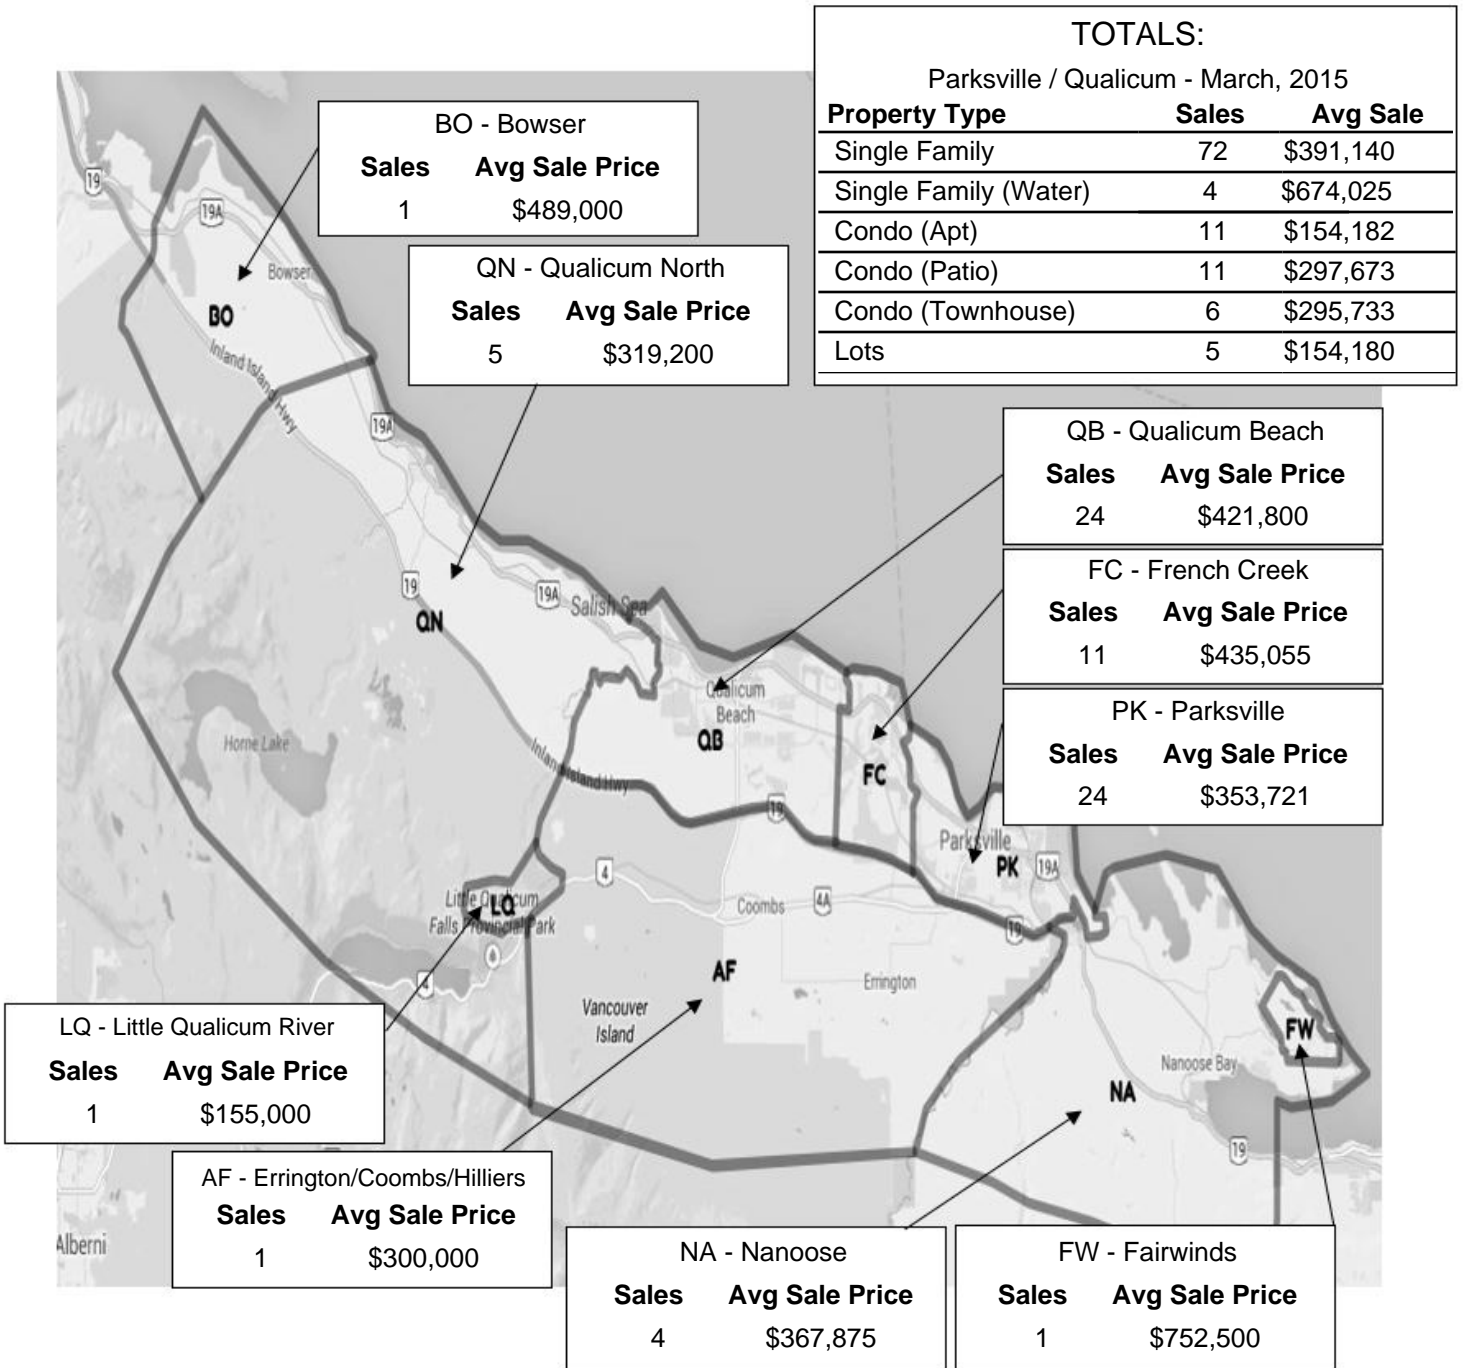 TOTALS:
Parksville / Qualicum - March, 2015
Property Type Sales Avg Sale
Single Family 72 $391,140
Single Family (Water) 4 $674,025
Condo (Apt) 11 $154,182
Condo (Patio) 11 $297,673
Condo (Townhouse) 6 $295,733
Lots 5 $154,180
BO - Bowser
Sales Avg Sale Price
1 $489,000
QN - Qualicum North
Sales Avg Sale Price
5 $319,200
QB - Qualicum Beach
Sales Avg Sale Price
24 $421,800
FC - French Creek
Sales Avg Sale Price
11 $435,055
PK - Parksville
Sales Avg Sale Price
24 $353,721
LQ - Little Qualicum River
Sales Avg Sale Price
1 $155,000
AF - Errington/Coombs/Hilliers
Sales Avg Sale Price
1 $300,000
NA - Nanoose
Sales Avg Sale Price
4 $367,875
FW - Fairwinds
Sales Avg Sale Price
1 $752,500
19
19A
Bowser
BO
Inland Island Hwy
19A
19
19A
Salish Sea
QN
Qualicum
Beach
QB
Horne Lake
Inland Island Hwy
FC
19
Parksville
PK
19A
4
Little Qualicum
Falls Provincial Park
LQ
Coombs
4A
19
4
AF
Errington
Vancouver
Island
FW
Nanoose Bay
NA
19
Alberni